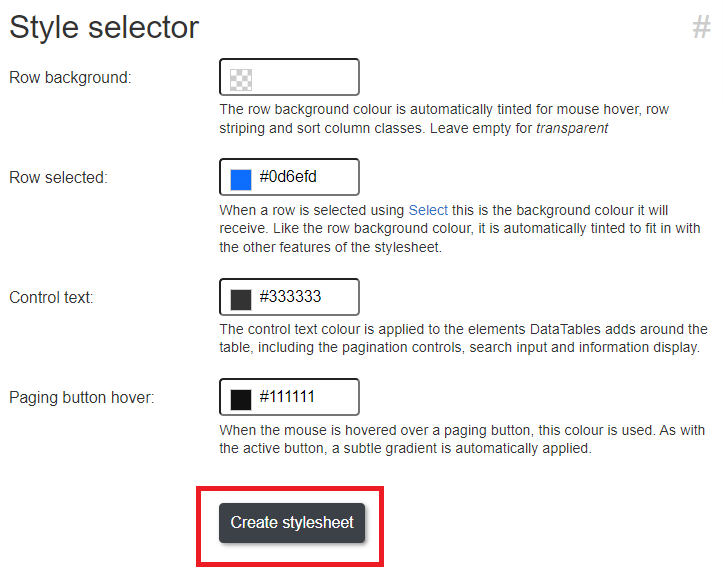 Style selector #
Row background:
The row background colour is automatically tinted for mouse hover, row
striping and sort column classes. Leave empty for transparent
Row selected: #0d6efd
When a row is selected using Select this is the background colour it will
receive. Like the row background colour, it is automatically tinted to fit in with
the other features of the stylesheet.
Control text: #333333
The control text colour is applied to the elements DataTables adds around the
table, including the pagination controls, search input and information display.
Paging button hover: #111111
When the mouse is hovered over a paging button, this colour is used. As with
the active button, a subtle gradient is automatically applied.
Create stylesheet